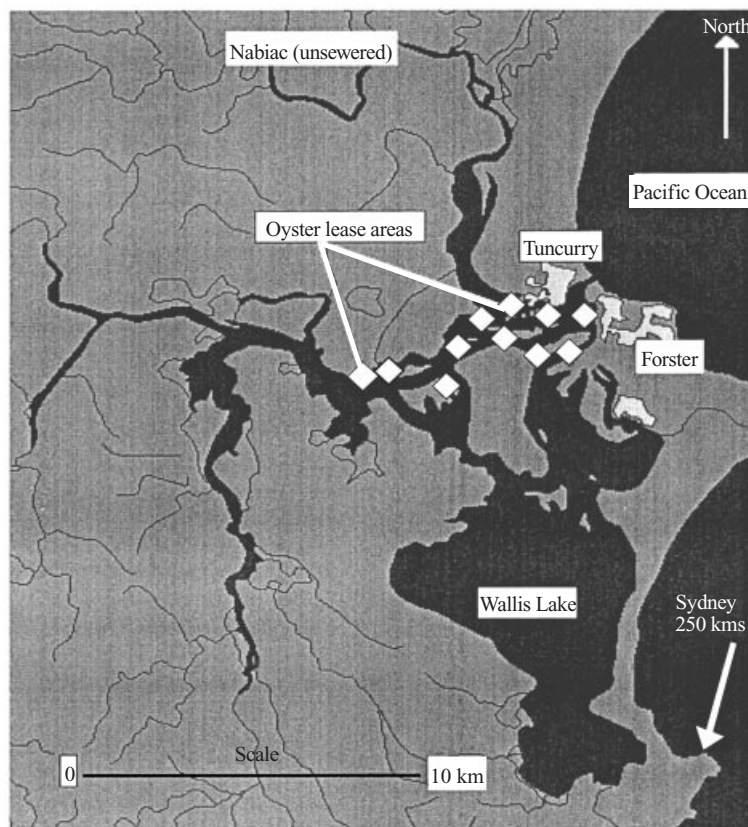 North
Nabiac (unsewered)
Pacific Ocean
Oyster lease areas
Tuncurry
Forster
Wallis Lake
Sydney
250 kms
Scale
0
10 km